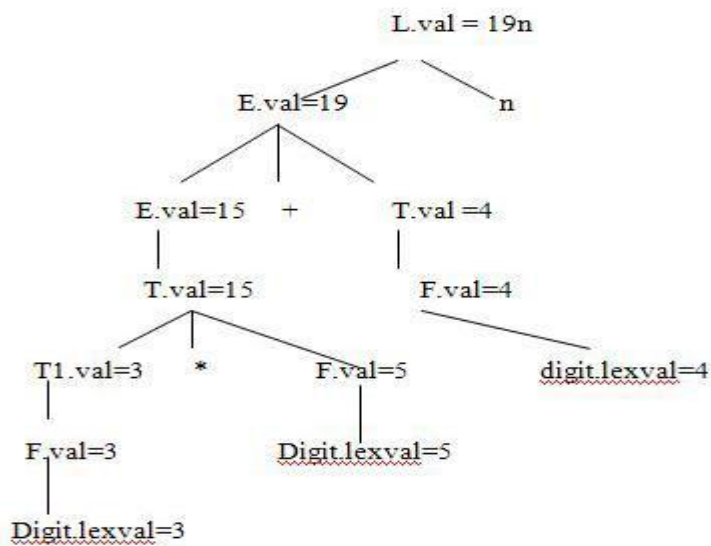 L.val = 19n
E.val=19 n
E.val=15 + T.val =4
T.val=15 F.val=4
T1.val=3 * F.val=5 digit.lexval=4
F.val=3 Digit.lexval=5
Digit.lexval=3